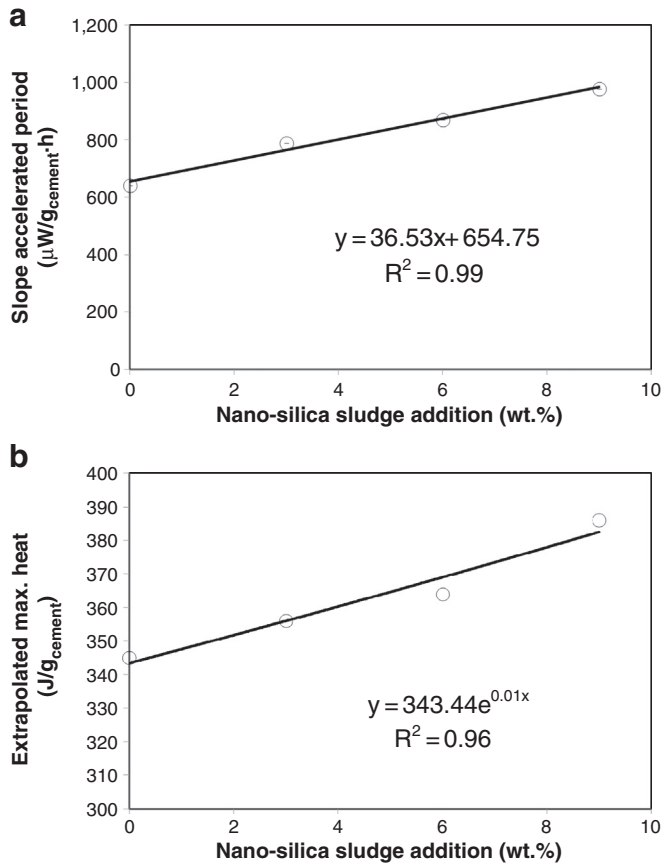 a
1,200
1,000
800
600
400
200
0
Slope accelerated period
(μW/gcement·h)
y = 36.53x + 654.75
R² = 0.99
0 2 4 6 8 10
Nano-silica sludge addition (wt.%)
b
400
390
380
370
360
350
340
330
320
310
300
Extrapolated max. heat
(J/gcement)
y = 343.44e^0.01x
R² = 0.96
0 2 4 6 8 10
Nano-silica sludge addition (wt.%)